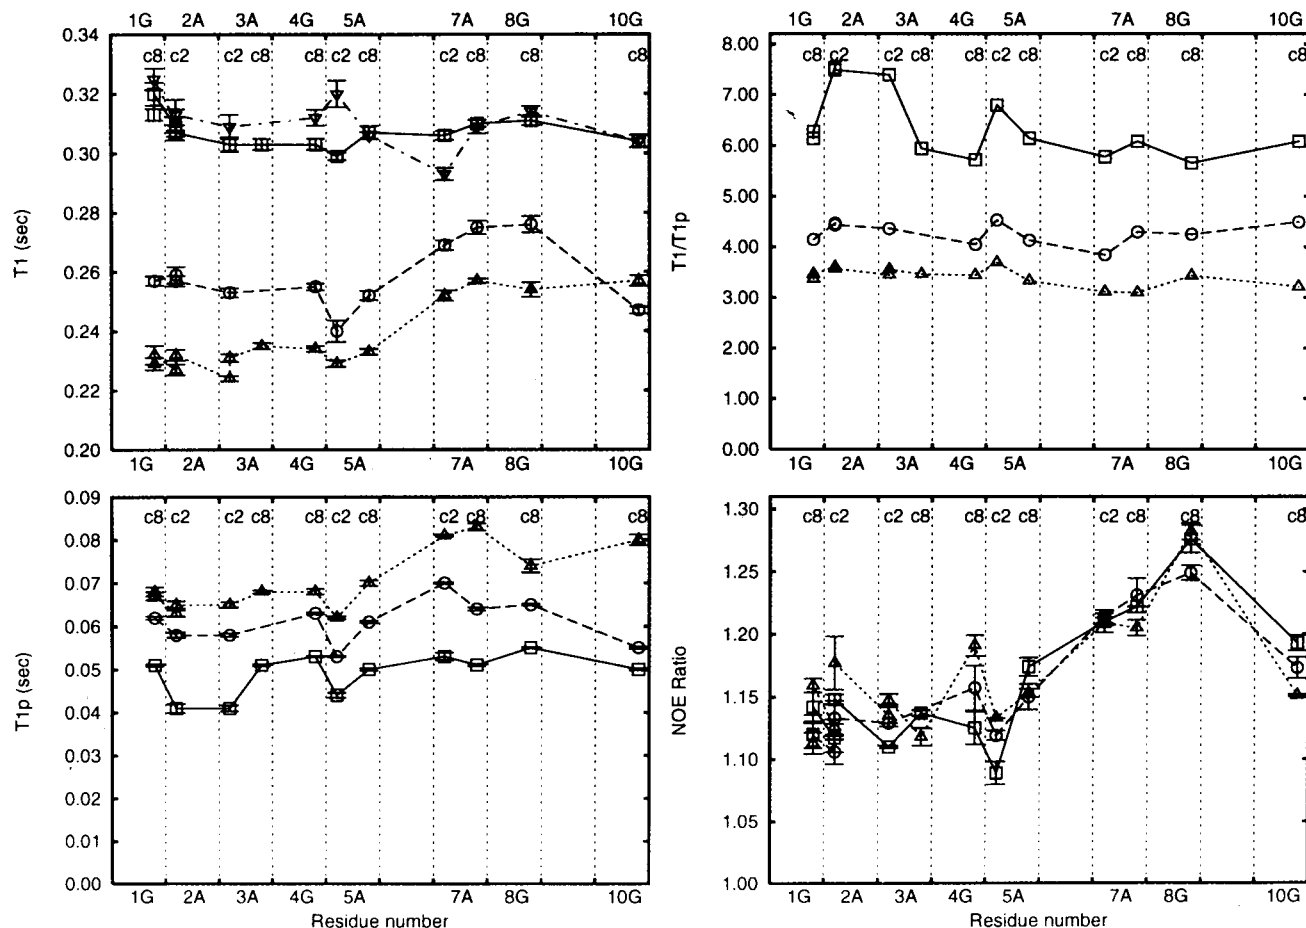 1G 2A 3A 4G 5A 7A 8G 10G
0.34
0.32
0.30
0.28
0.26
0.24
0.22
0.20
T1 (sec)
c8 c2 c2 c8 c8 c2 c8 c2 c8 c8 c8
1G 2A 3A 4G 5A 7A 8G 10G
1G 2A 3A 4G 5A 7A 8G 10G
8.00
7.00
6.00
5.00
4.00
3.00
2.00
1.00
0.00
T1/T1p
c8 c2 c2 c8 c8 c2 c8 c2 c8 c8 c8
1G 2A 3A 4G 5A 7A 8G 10G
0.09
0.08
0.07
0.06
0.05
0.04
0.03
0.02
0.01
0.00
T1p (sec)
c8 c2 c2 c8 c8 c2 c8 c2 c8 c8 c8
1G 2A 3A 4G 5A 7A 8G 10G
Residue number
1.30
1.25
1.20
1.15
1.10
1.05
1.00
NOE Ratio
c8 c2 c2 c8 c8 c2 c8 c2 c8 c8 c8
1G 2A 3A 4G 5A 7A 8G 10G
Residue number